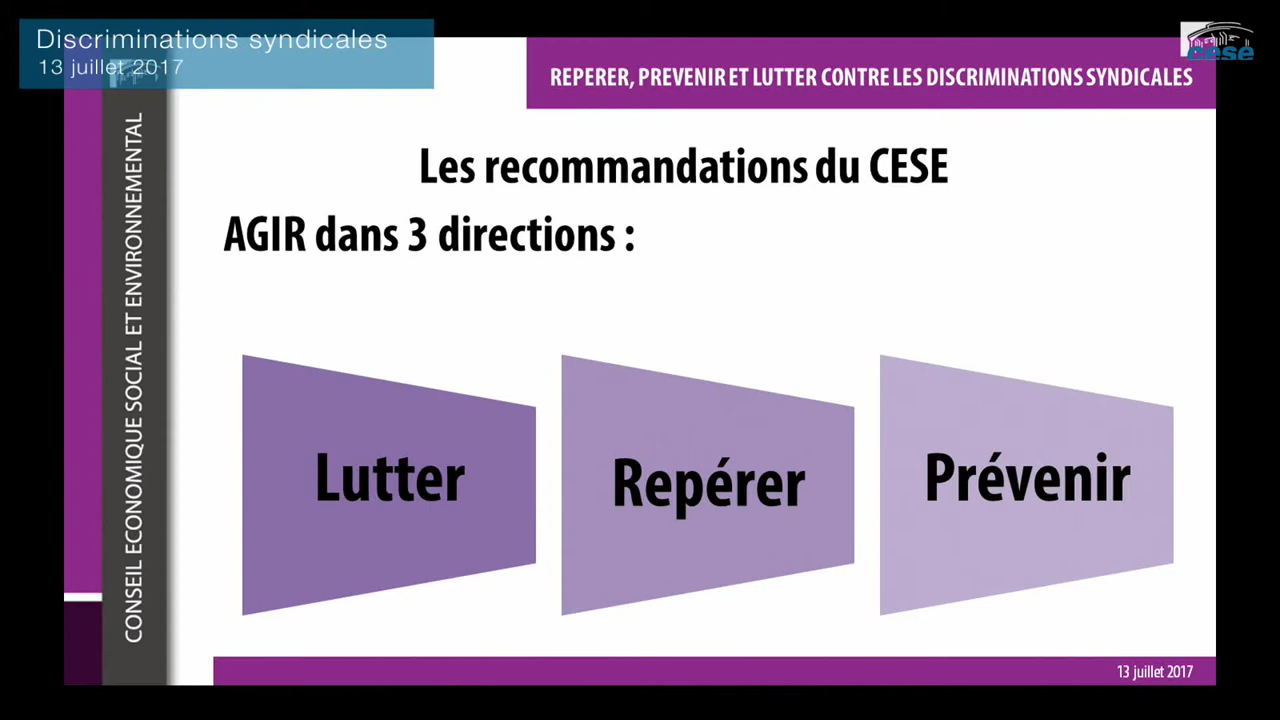 Discriminations syndicales
13 juillet 2017
cese
REPERER, PREVENIR ET LUTTER CONTRE LES DISCRIMINATIONS SYNDICALES
CONSEIL ECONOMIQUE SOCIAL ET ENVIRONNEMENTAL
Les recommandations du CESE
AGIR dans 3 directions :
Lutter
Repérer
Prévenir
13 juillet 2017